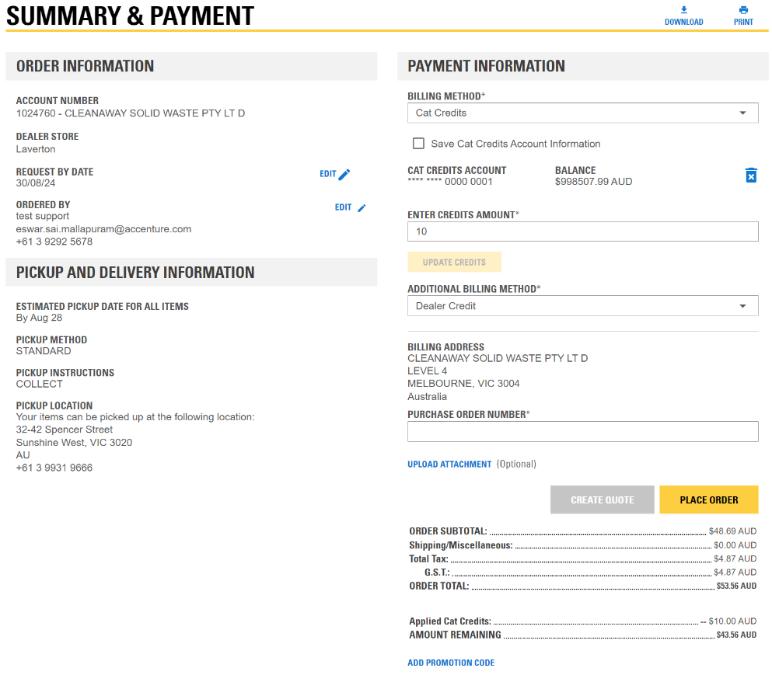 SUMMARY & PAYMENT
DOWNLOAD
PRINT
ORDER INFORMATION
ACCOUNT NUMBER
1024760 - CLEANAWAY SOLID WASTE PTY LT D
DEALER STORE
Laverton
REQUEST BY DATE
EDIT
30/08/24
ORDERED BY
EDIT
test support
eswar.sai.mallapuram@accenture.com
+61 3 9292 5678
PICKUP AND DELIVERY INFORMATION
ESTIMATED PICKUP DATE FOR ALL ITEMS
By Aug 28
PICKUP METHOD
STANDARD
PICKUP INSTRUCTIONS
COLLECT
PICKUP LOCATION
Your items can be picked up at the following location:
32-42 Spencer Street
Sunshine West, VIC 3020
AU
+61 3 9931 9666
PAYMENT INFORMATION
BILLING METHOD*
Cat Credits
Save Cat Credits Account Information
CAT CREDITS ACCOUNT BALANCE
**** **** 0000 0001 $998507.99 AUD
ENTER CREDITS AMOUNT*
10
UPDATE CREDITS
ADDITIONAL BILLING METHOD*
Dealer Credit
BILLING ADDRESS
CLEANAWAY SOLID WASTE PTY LT D
LEVEL 4
MELBOURNE, VIC 3004
Australia
PURCHASE ORDER NUMBER*
UPLOAD ATTACHMENT (Optional)
CREATE QUOTE PLACE ORDER
ORDER SUBTOTAL: $48.69 AUD
Shipping/Miscellaneous: $0.00 AUD
Total Tax: $4.87 AUD
G.S.T.: $4.87 AUD
ORDER TOTAL: $53.56 AUD
Applied Cat Credits: -- $10.00 AUD
AMOUNT REMAINING $43.56 AUD
ADD PROMOTION CODE